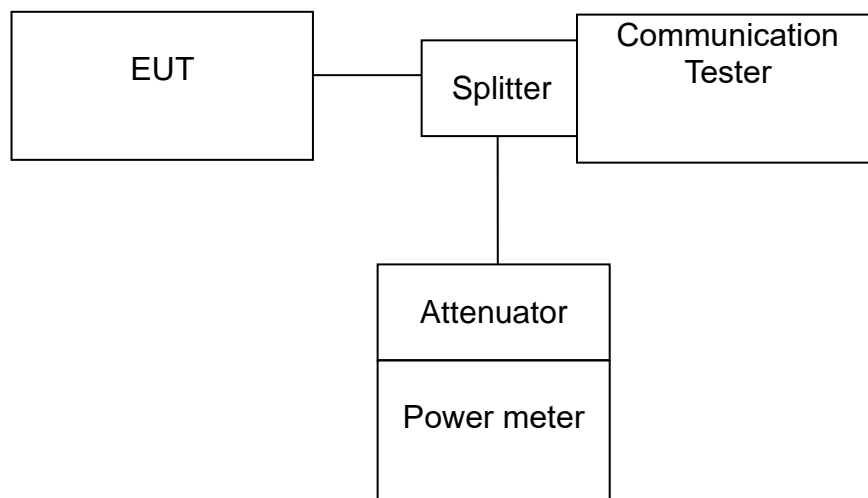 EUT
Splitter
Communication
Tester
Attenuator
Power meter